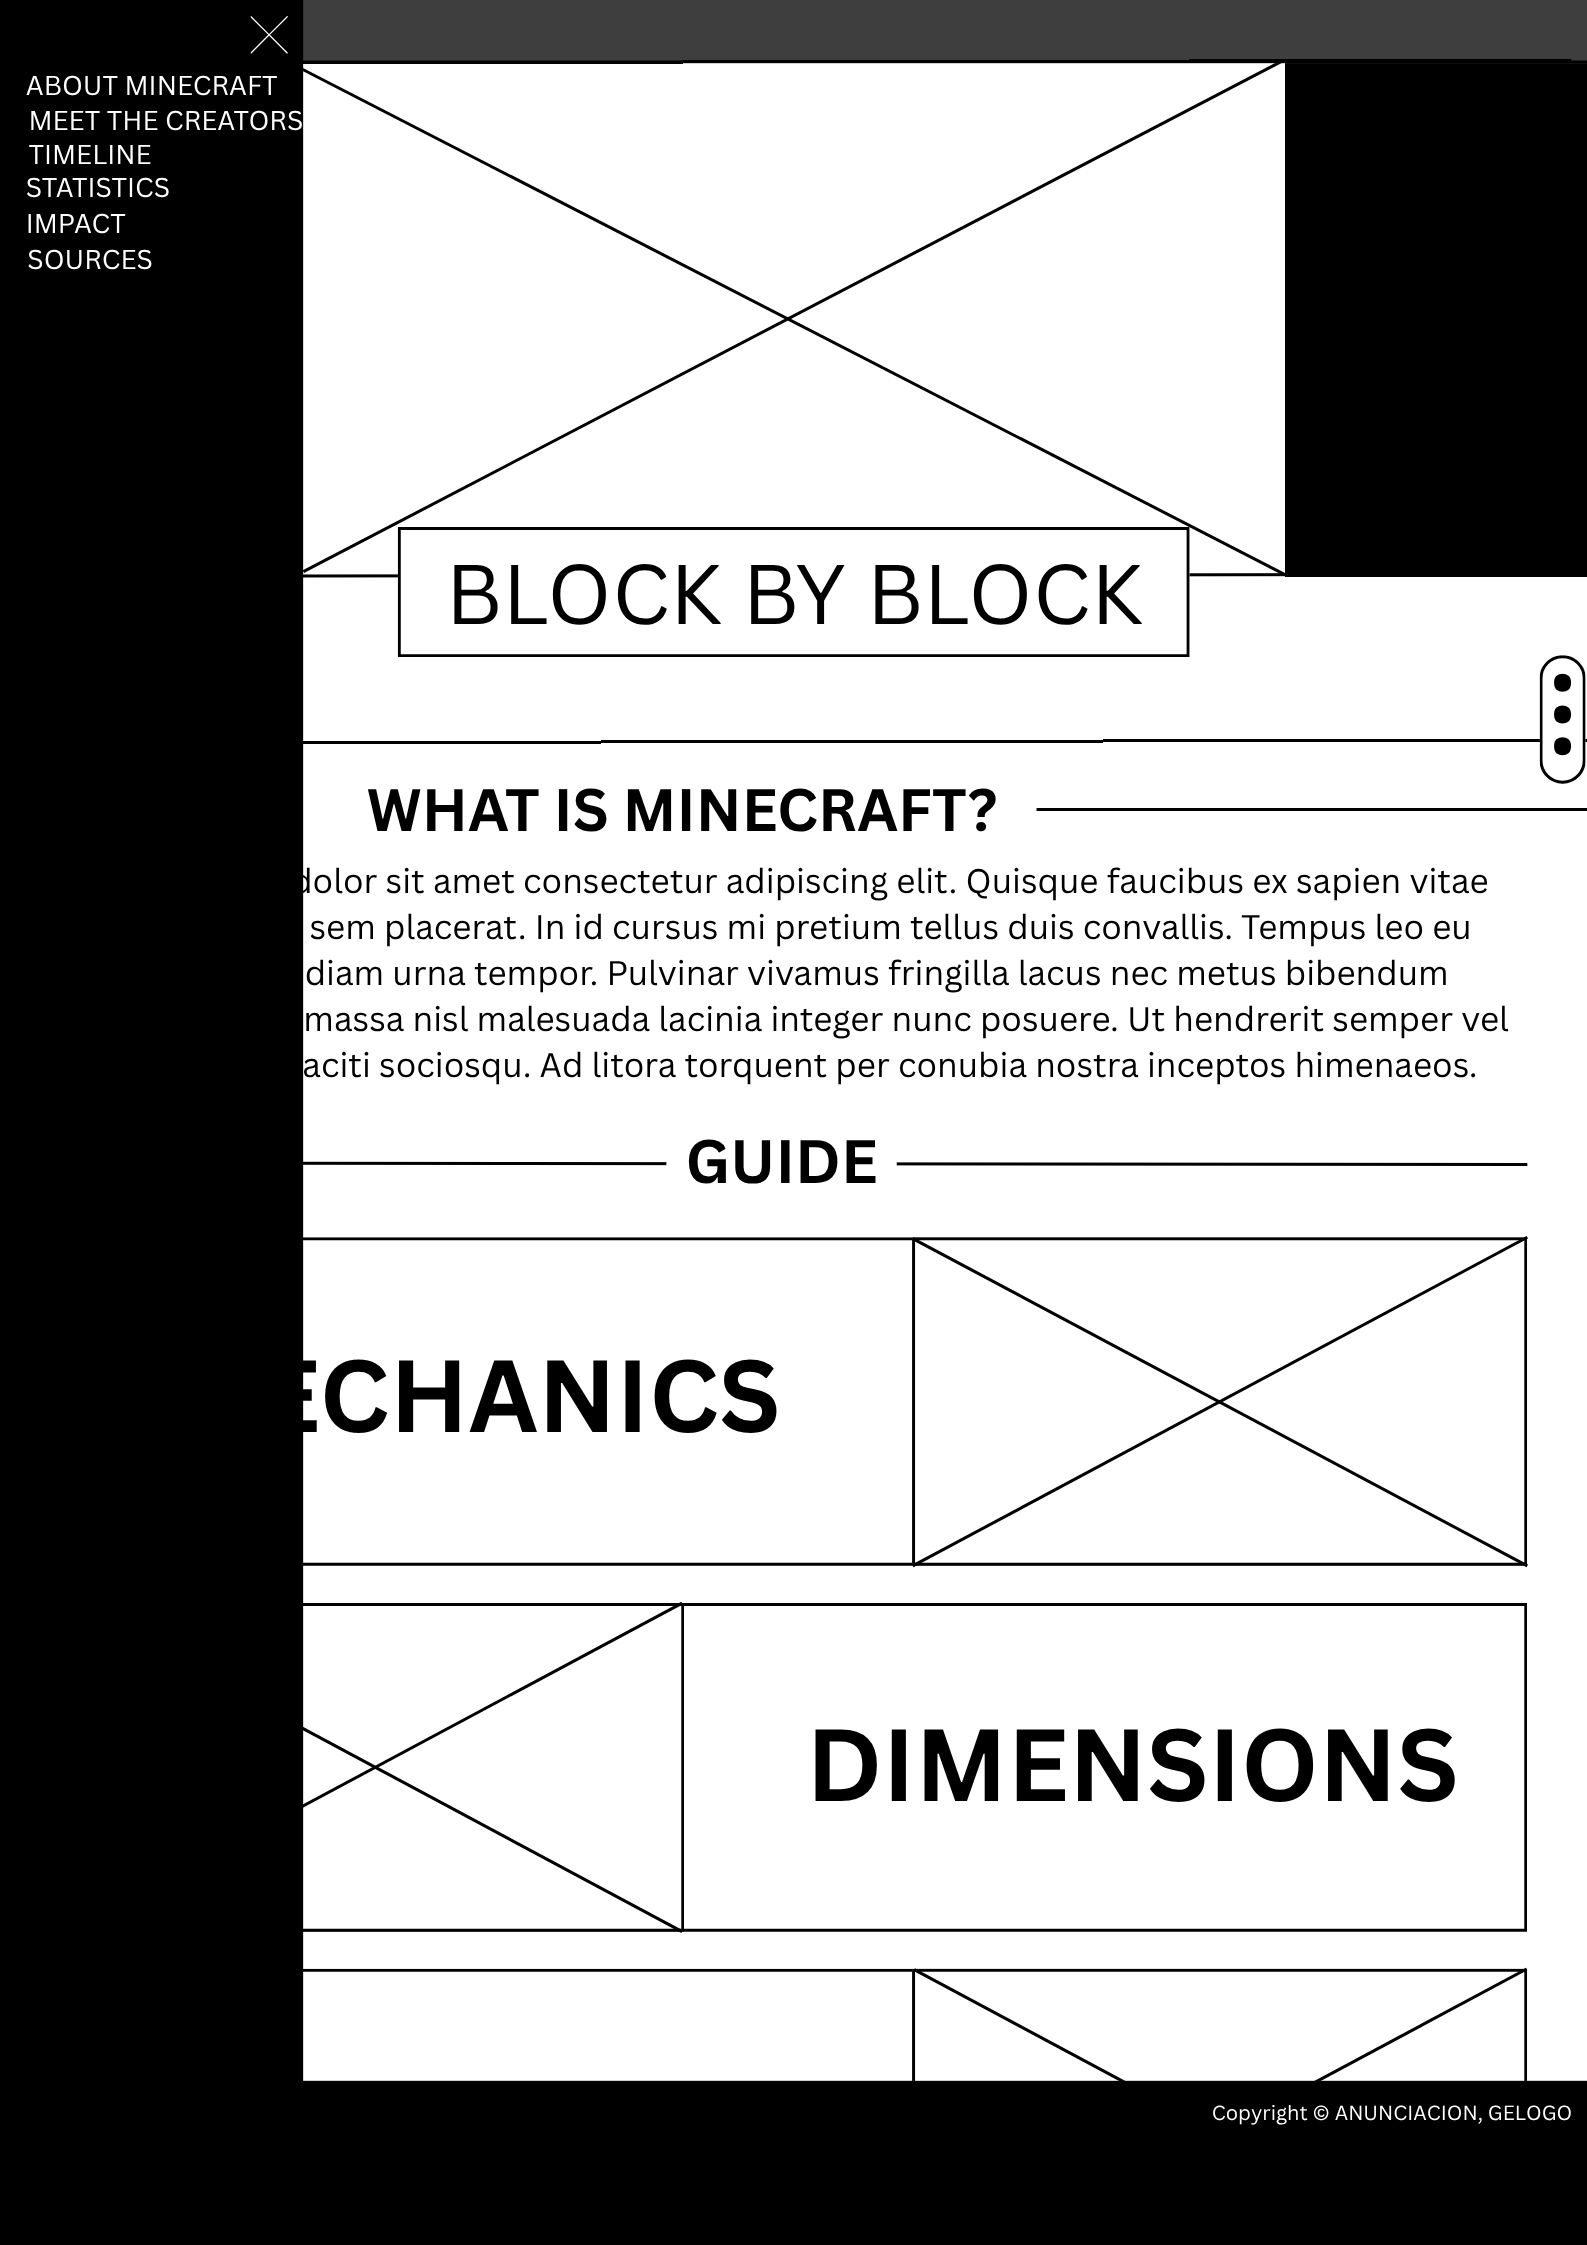 ABOUT MINECRAFT
MEET THE CREATORS
TIMELINE
STATISTICS
IMPACT
SOURCES
BLOCK BY BLOCK
WHAT IS MINECRAFT?
dolor sit amet consectetur adipiscing elit. Quisque faucibus ex sapien vitae
sem placerat. In id cursus mi pretium tellus duis convallis. Tempus leo eu
diam urna tempor. Pulvinar vivamus fringilla lacus nec metus bibendum
massa nisl malesuada lacinia integer nunc posuere. Ut hendrerit semper vel
aciti sociosqu. Ad litora torquent per conubia nostra inceptos himenaeos.
GUIDE
ECHANICS
DIMENSIONS
Copyright © ANUNCIACION, GELOGO